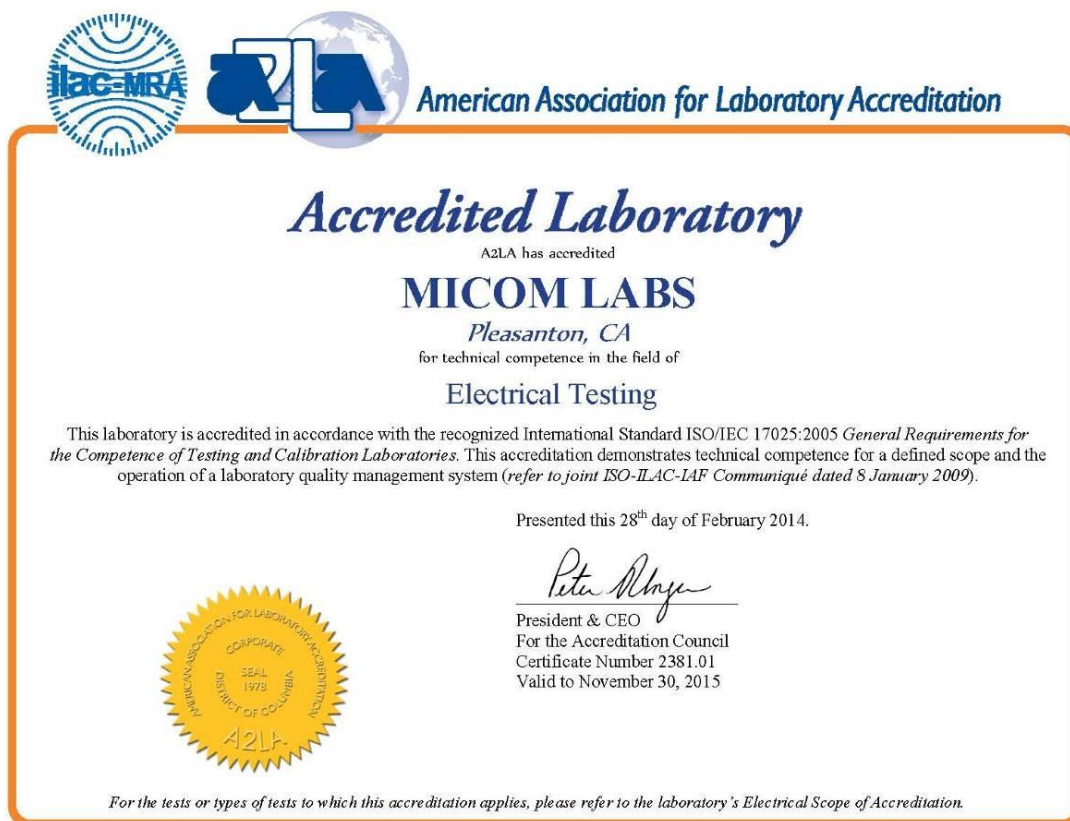 ilac-MRA
a2LA
American Association for Laboratory Accreditation
Accredited Laboratory
A2LA has accredited
MICOM LABS
Pleasanton, CA
for technical competence in the field of
Electrical Testing
This laboratory is accredited in accordance with the recognized International Standard ISO/IEC 17025:2005 General Requirements for
the Competence of Testing and Calibration Laboratories. This accreditation demonstrates technical competence for a defined scope and the
operation of a laboratory quality management system (refer to joint ISO-ILAC-IAF Communiqué dated 8 January 2009).
Presented this 28th day of February 2014.
President & CEO
For the Accreditation Council
Certificate Number 2381.01
Valid to November 30, 2015
AMERICAN ASSOCIATION FOR LABORATORY ACCREDITATION
CORPORATE
SEAL
1978
DISTRICT OF COLUMBIA
A2LA
For the tests or types of tests to which this accreditation applies, please refer to the laboratory's Electrical Scope of Accreditation.